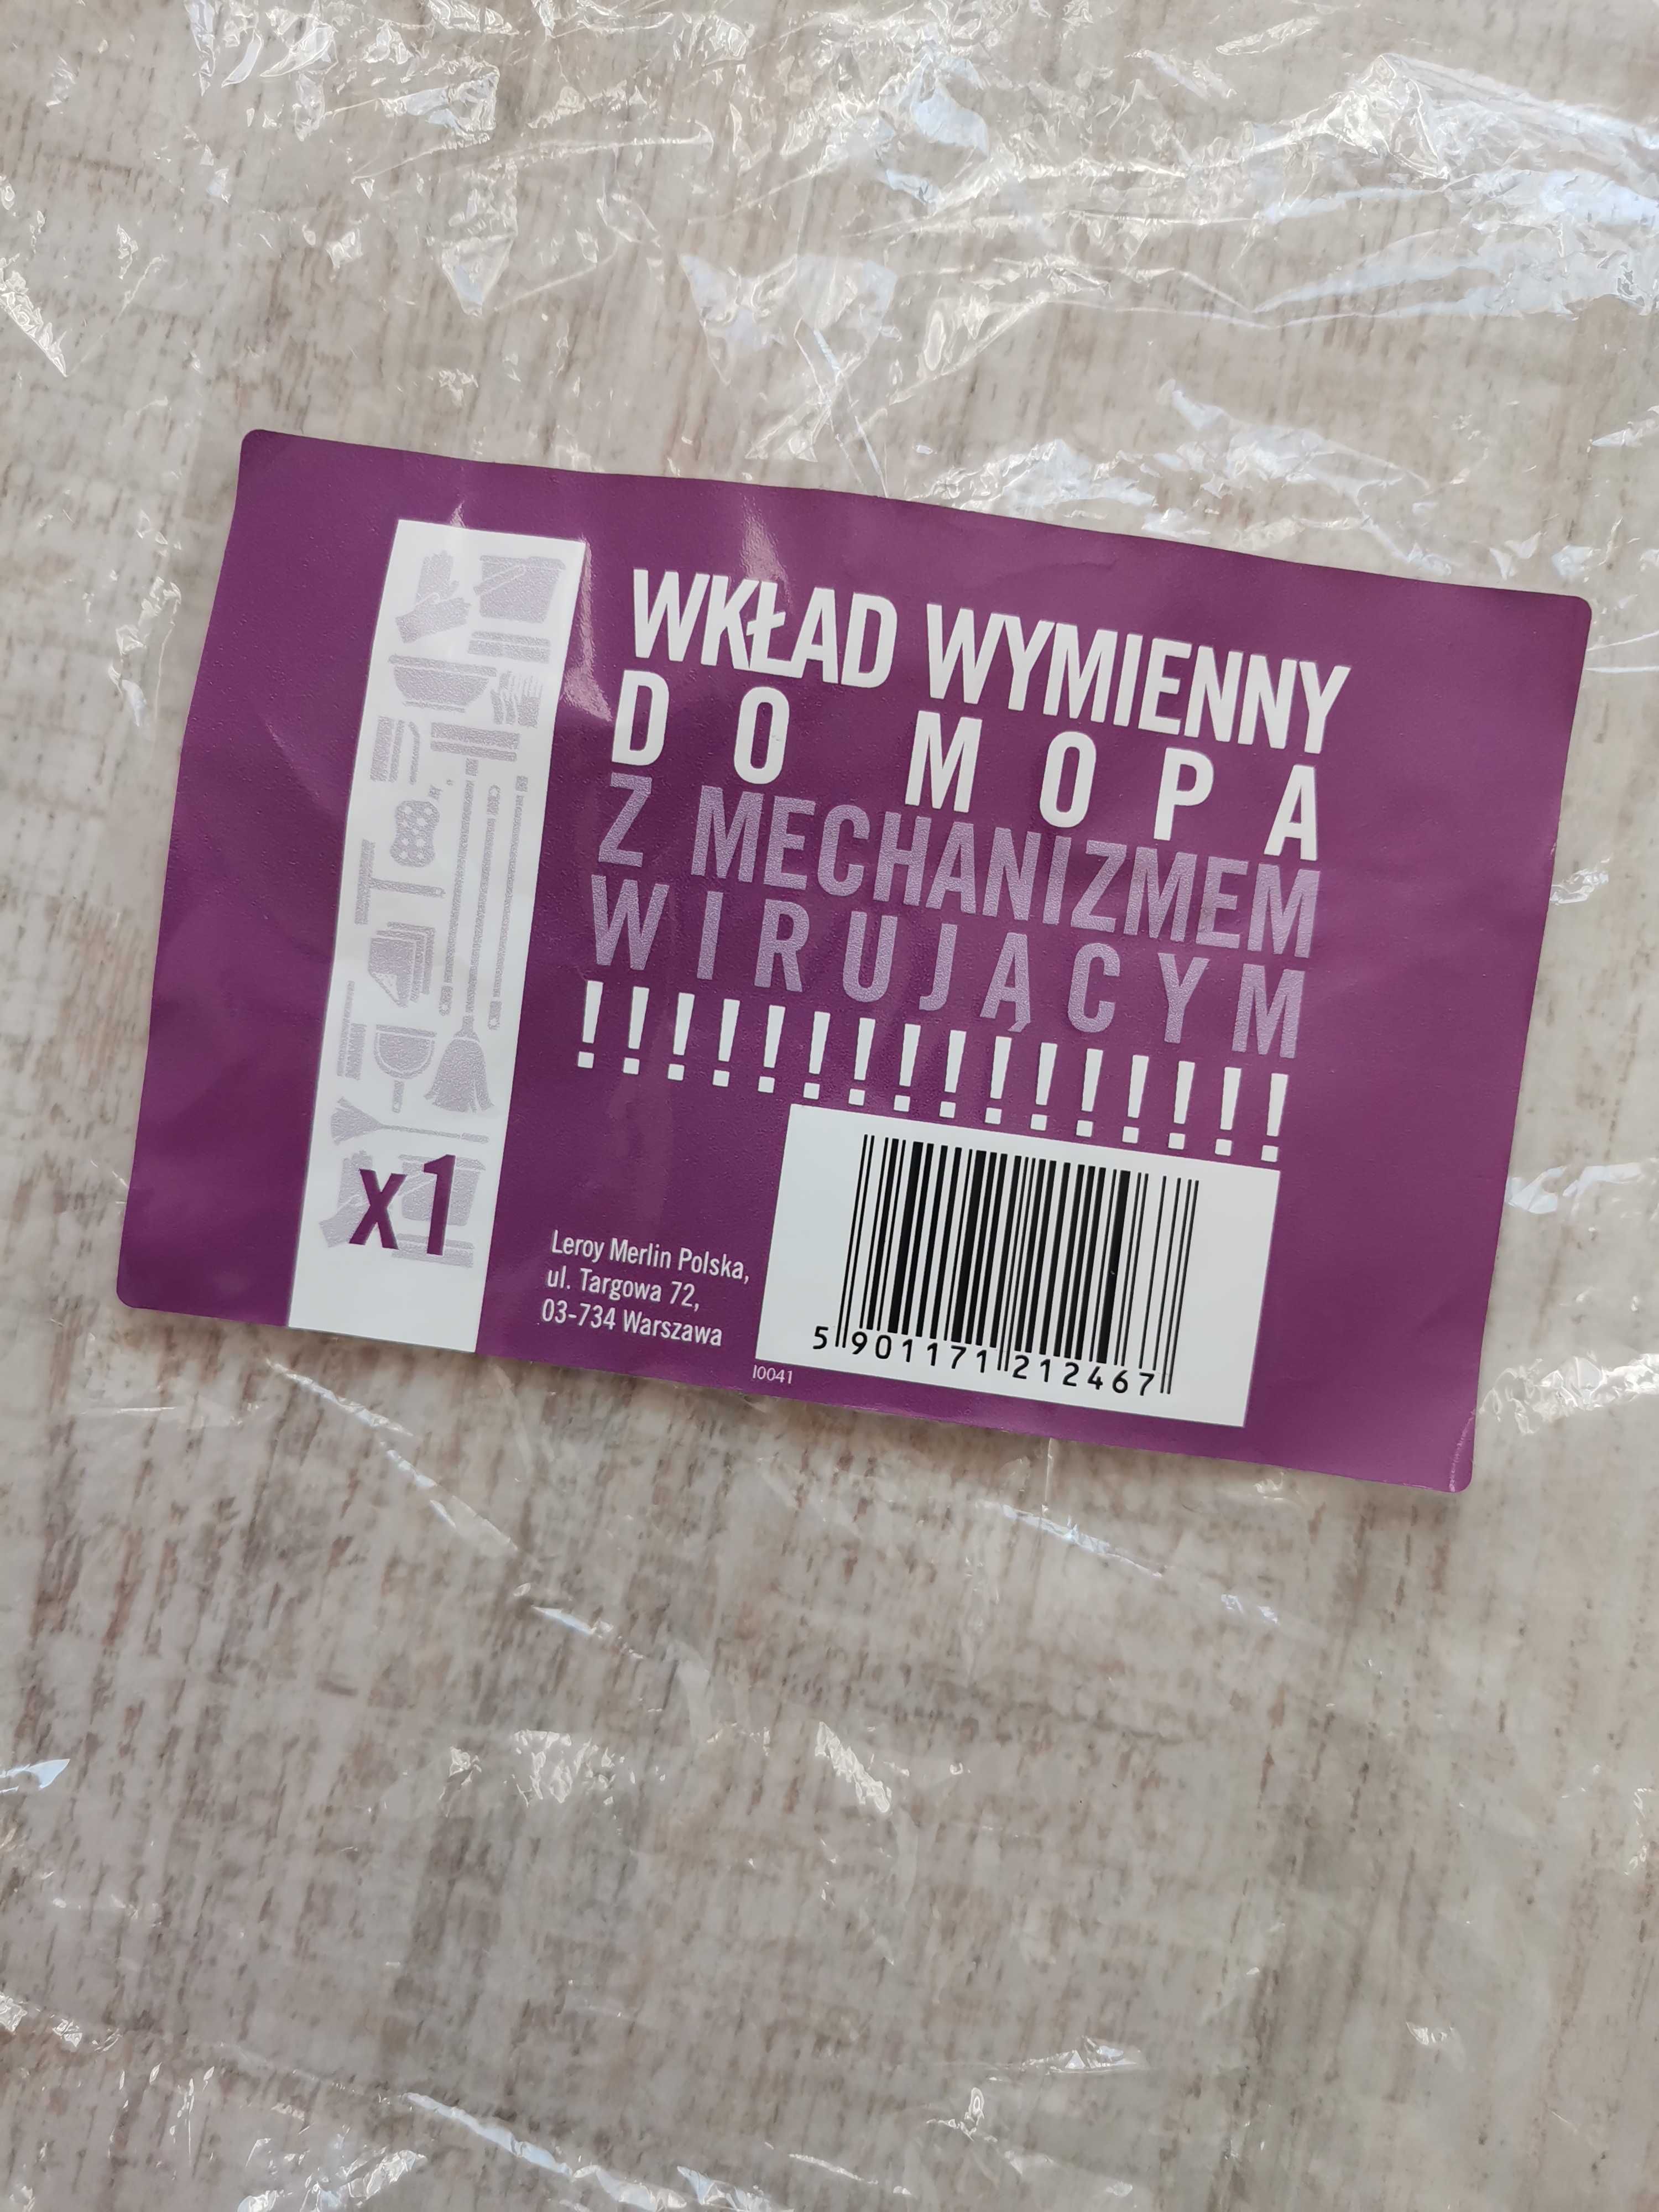 WKŁAD WYMIENNY
DO MOPA
Z MECHANIZMEM
WIRUJĄCYM
!!!!!!!!!!!!!!!!
x1
Leroy Merlin Polska,
ul. Targowa 72,
03-734 Warszawa
I0041
5 901171 212467